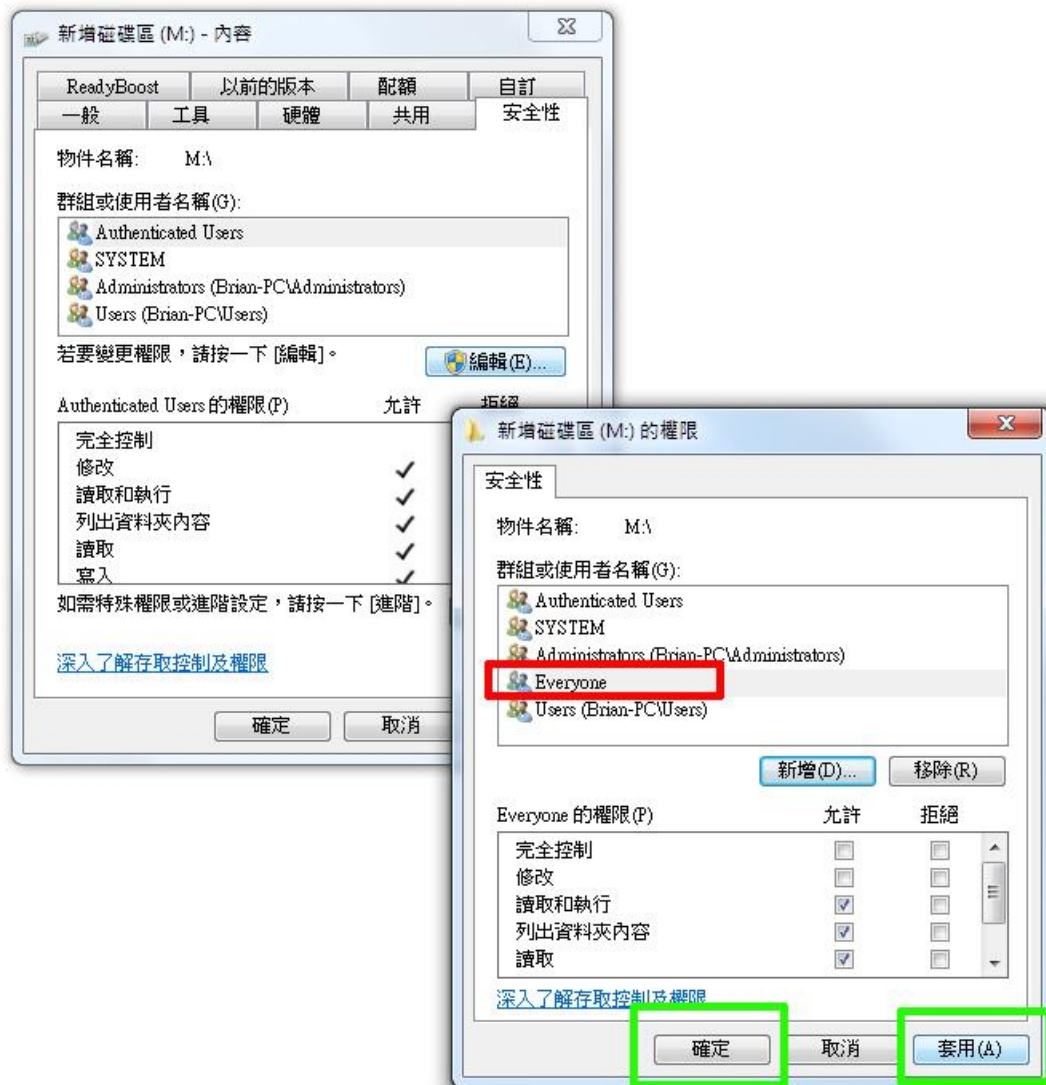 新增磁碟區 (M:) - 內容
ReadyBoost 以前的版本 配額 自訂
一般 工具 硬體 共用 安全性
物件名稱: M:\
群組或使用者名稱(G):
Authenticated Users
SYSTEM
Administrators (Brian-PC\Administrators)
Users (Brian-PC\Users)
若要變更權限，請按一下 [編輯]。 編輯(E)...
Authenticated Users 的權限(P) 允許 拒絕
完全控制
修改
讀取和執行
列出資料夾內容
讀取
寫入
如需特殊權限或進階設定，請按一下 [進階]。
深入了解存取控制及權限
確定 取消
新增磁碟區 (M:) 的權限
安全性
物件名稱: M:\
群組或使用者名稱(G):
Authenticated Users
SYSTEM
Administrators (Brian-PC\Administrators)
Everyone
Users (Brian-PC\Users)
新增(D)... 移除(R)
Everyone 的權限(P) 允許 拒絕
完全控制
修改
讀取和執行
列出資料夾內容
讀取
深入了解存取控制及權限
確定 取消 套用(A)